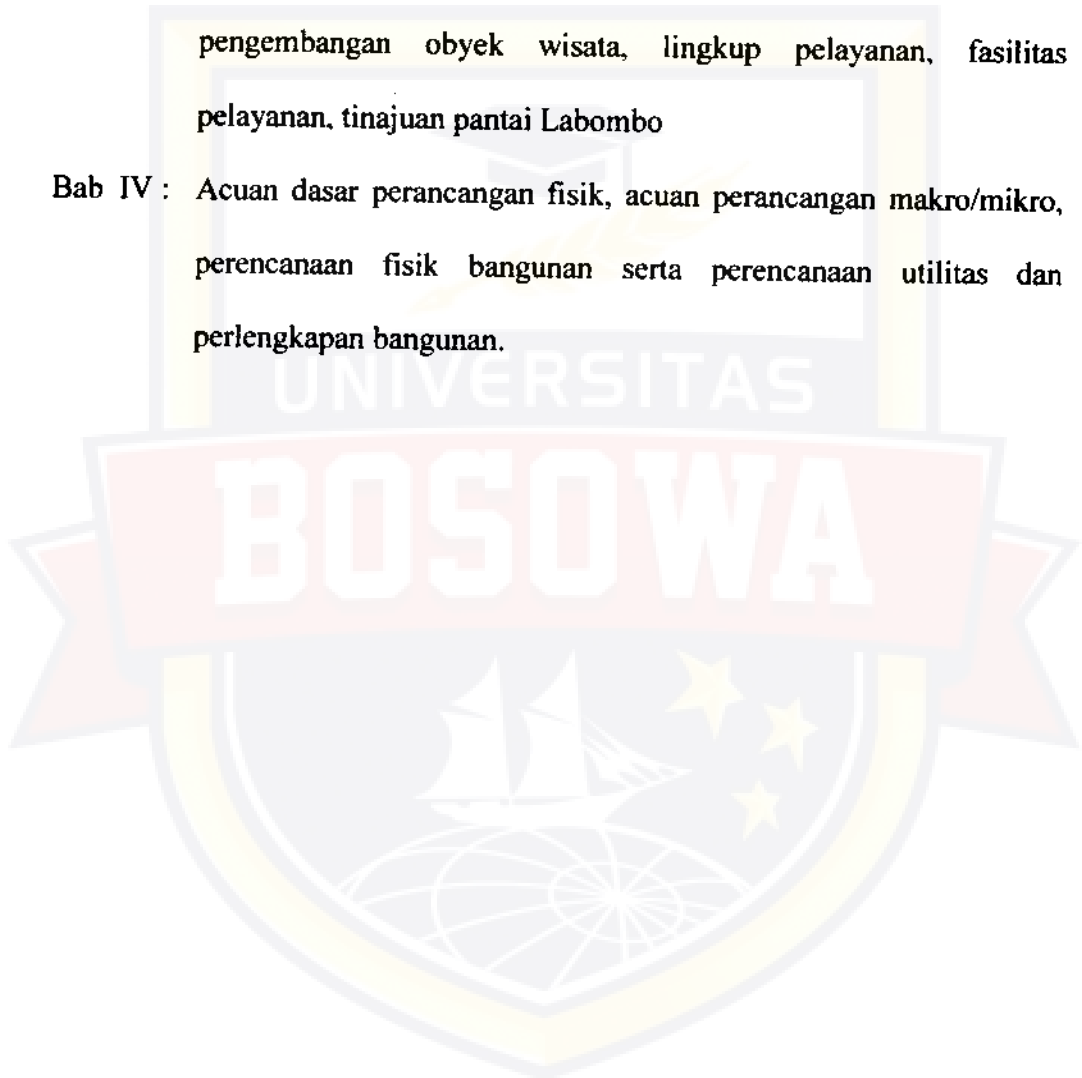 pengembangan obyek wisata, lingkup pelayanan, fasilitas
pelayanan, tinajuan pantai Labombo
Bab IV : Acuan dasar perancangan fisik, acuan perancangan makro/mikro,
perencanaan fisik bangunan serta perencanaan utilitas dan
perlengkapan bangunan.
UNIVERSITAS
BOSOWA